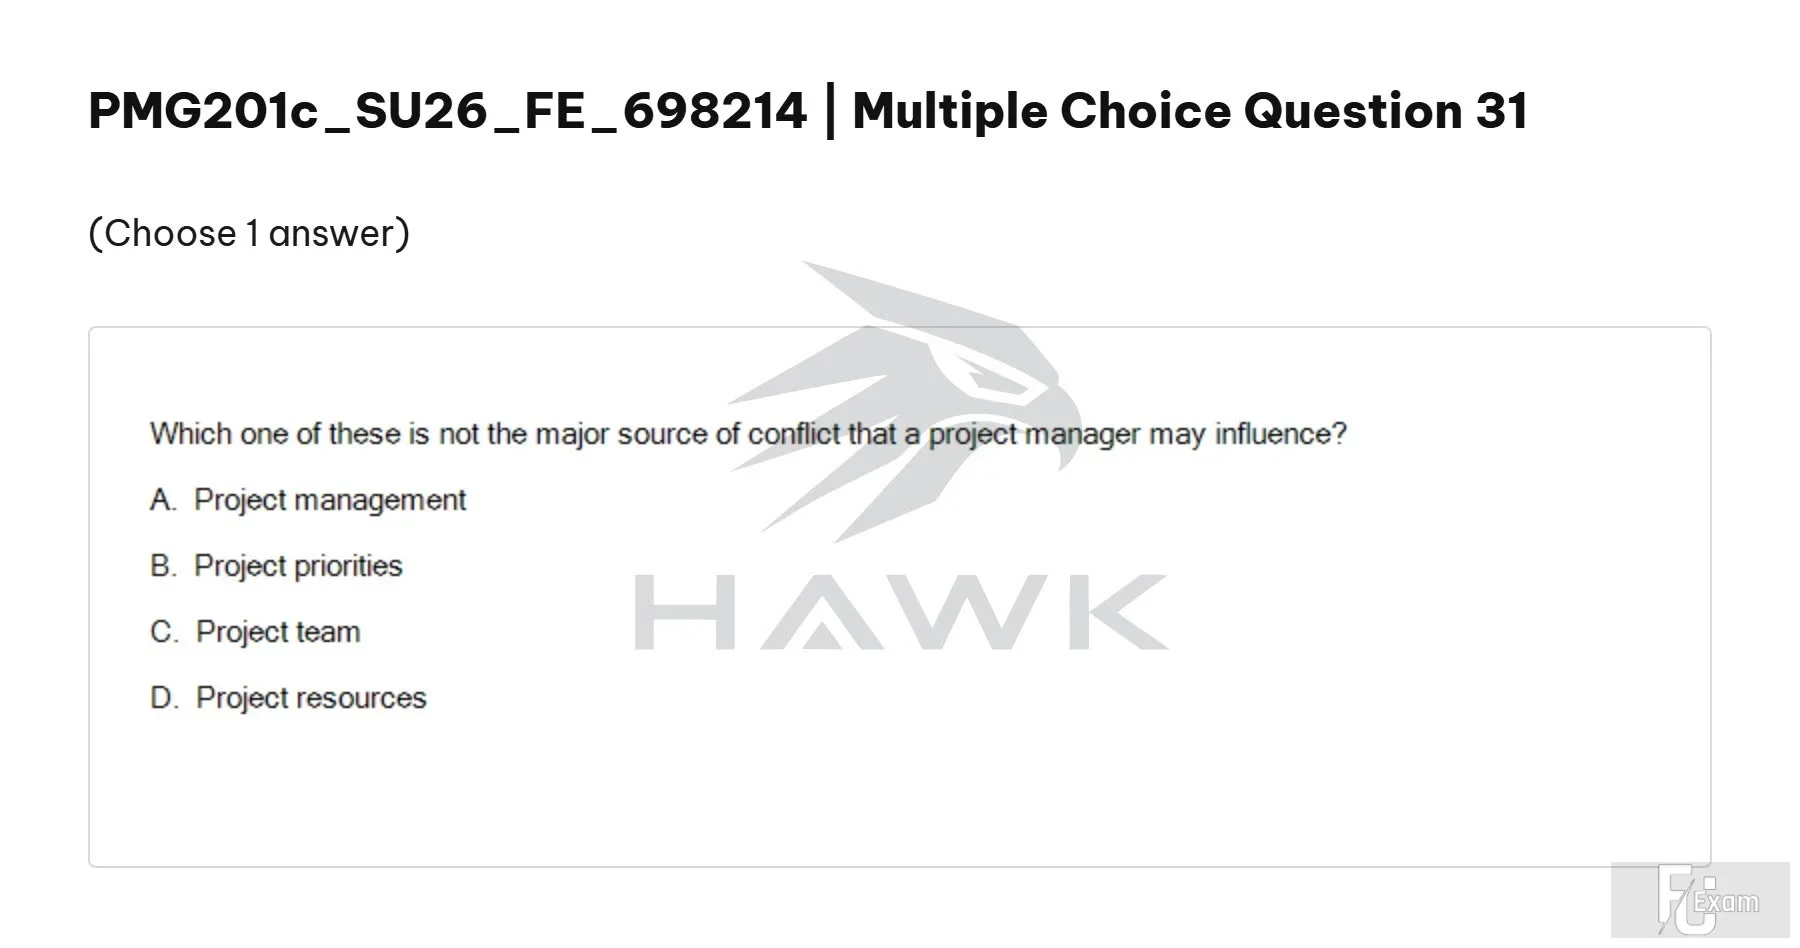 PMG201c_SU26_FE_698214 | Multiple Choice Question 31
(Choose 1 answer)
Which one of these is not the major source of conflict that a project manager may influence?
A. Project management
B. Project priorities
C. Project team
D. Project resources
HAWK
FU Exam